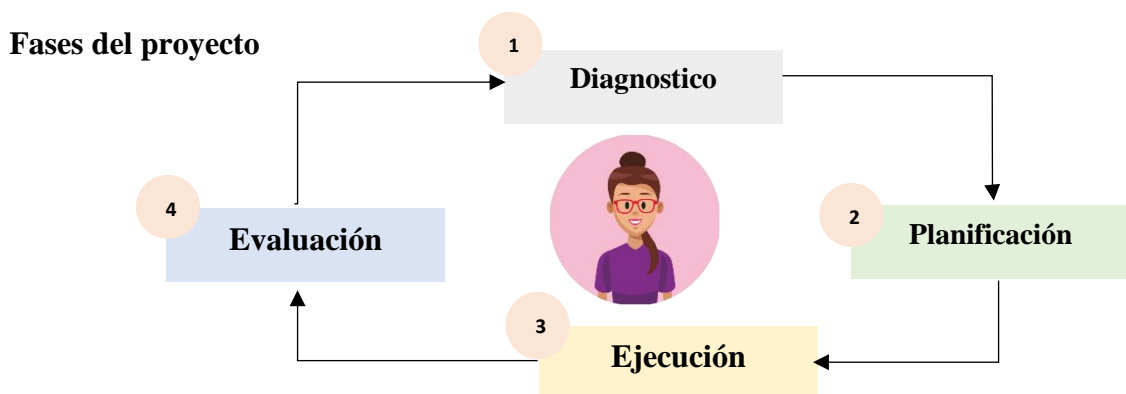 Fases del proyecto
1
Diagnostico
2
Planificación
3
Ejecución
4
Evaluación